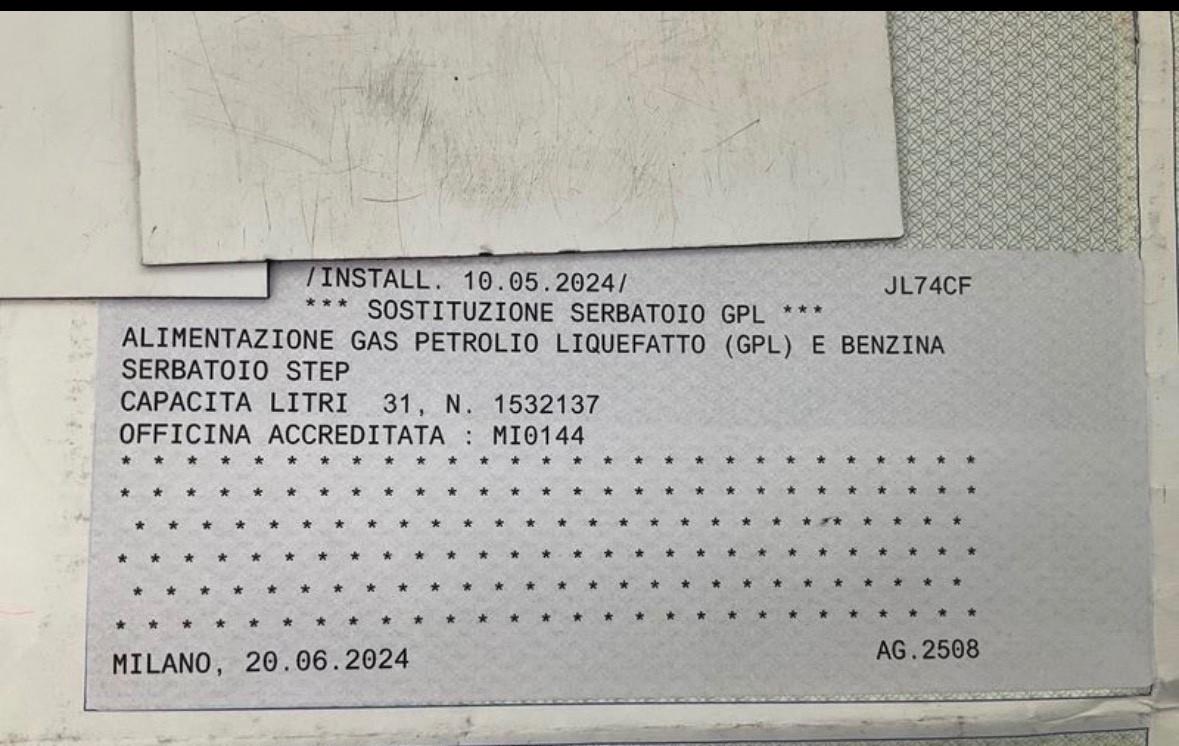 /INSTALL. 10.05.2024/ JL74CF
*** SOSTITUZIONE SERBATOIO GPL ***
ALIMENTAZIONE GAS PETROLIO LIQUEFATTO (GPL) E BENZINA
SERBATOIO STEP
CAPACITA LITRI 31, N. 1532137
OFFICINA ACCREDITATA : MI0144
* * * * * * * * * * * * * * * * * * * * * * * * * * *
* * * * * * * * * * * * * * * * * * * * * * * * * * *
* * * * * * * * * * * * * * * * * * * * * * * * * *
* * * * * * * * * * * * * * * * * * * * * * * * * * *
* * * * * * * * * * * * * * * * * * * * * * * * * *
* * * * * * * * * * * * * * * * * * * * * * * * * * *
MILANO, 20.06.2024 AG.2508